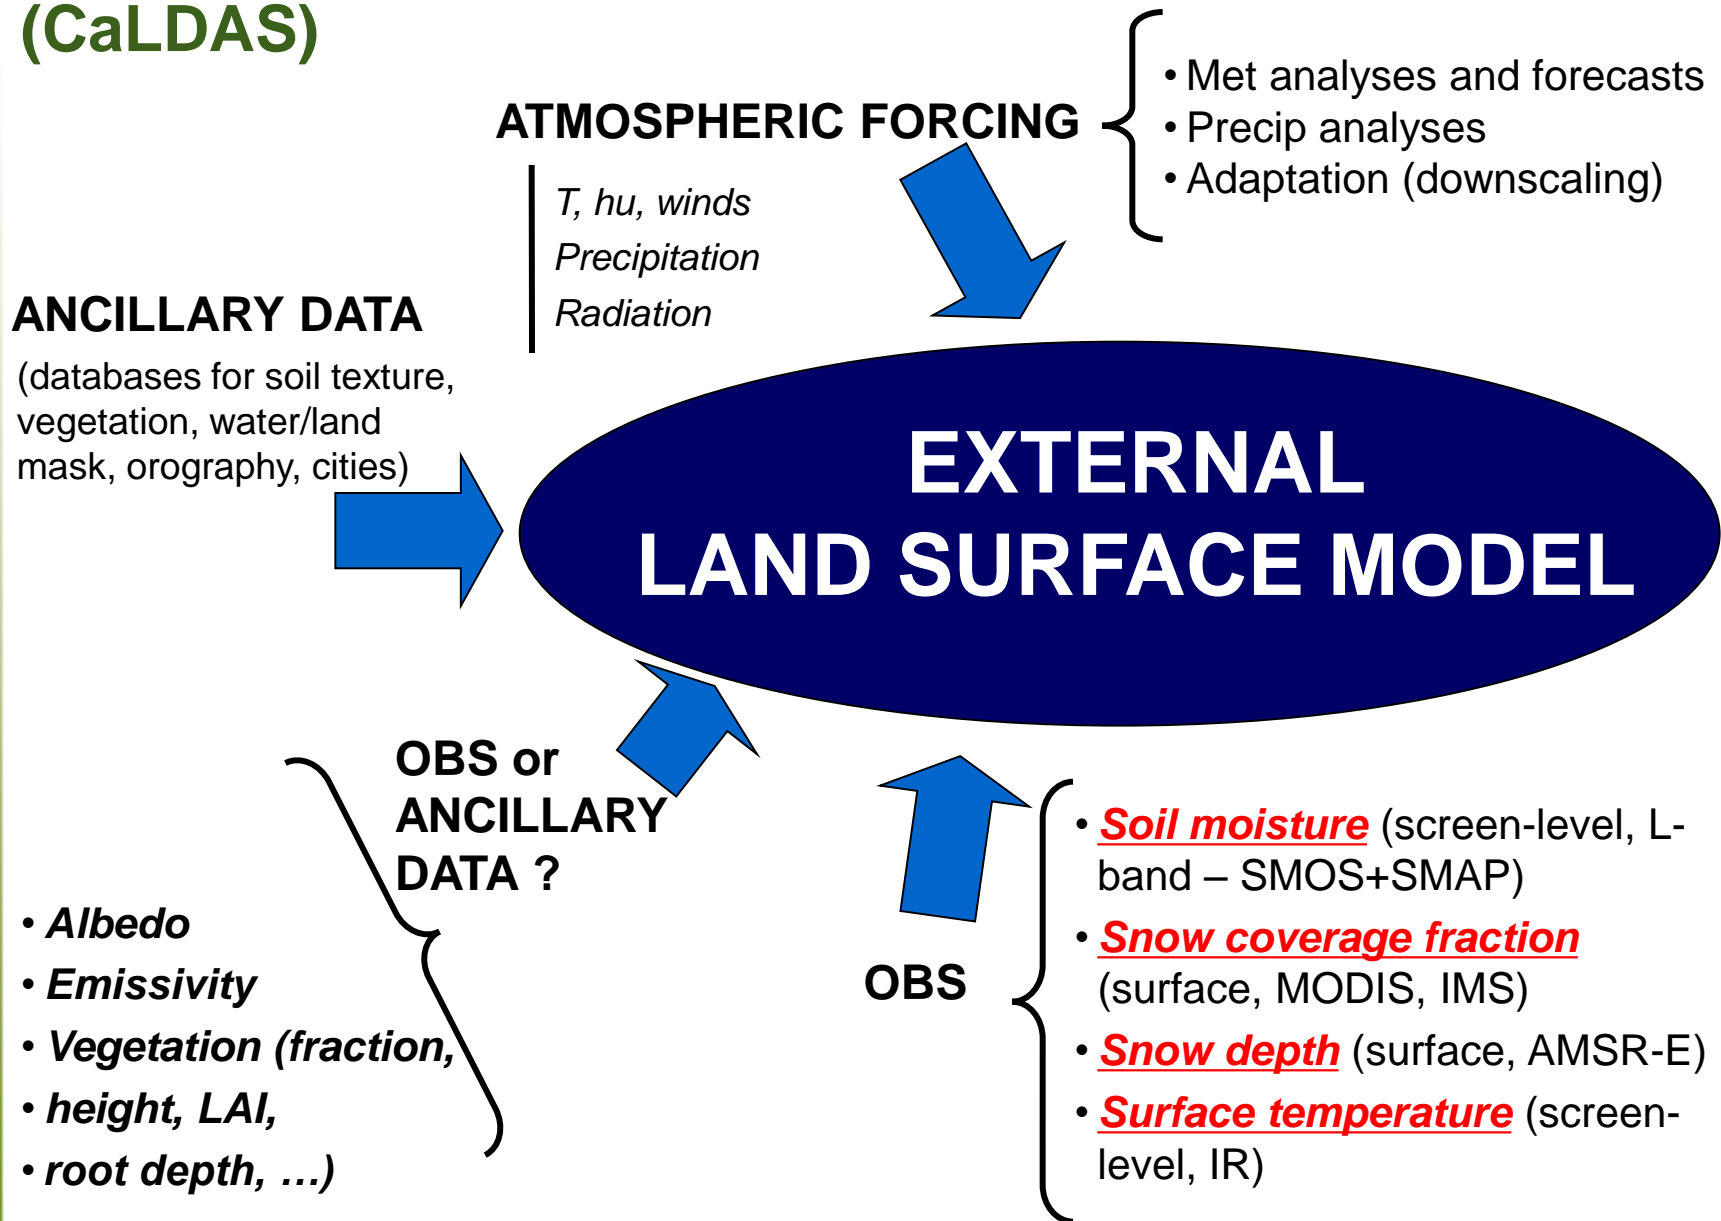 (CaLDAS)
ATMOSPHERIC FORCING
• Met analyses and forecasts
• Precip analyses
• Adaptation (downscaling)
T, hu, winds
Precipitation
Radiation
ANCILLARY DATA
(databases for soil texture,
vegetation, water/land
mask, orography, cities)
EXTERNAL
LAND SURFACE MODEL
OBS or
ANCILLARY
DATA ?
• Albedo
• Emissivity
• Vegetation (fraction,
• height, LAI,
• root depth, …)
OBS
• Soil moisture (screen-level, L-
band – SMOS+SMAP)
• Snow coverage fraction
(surface, MODIS, IMS)
• Snow depth (surface, AMSR-E)
• Surface temperature (screen-
level, IR)